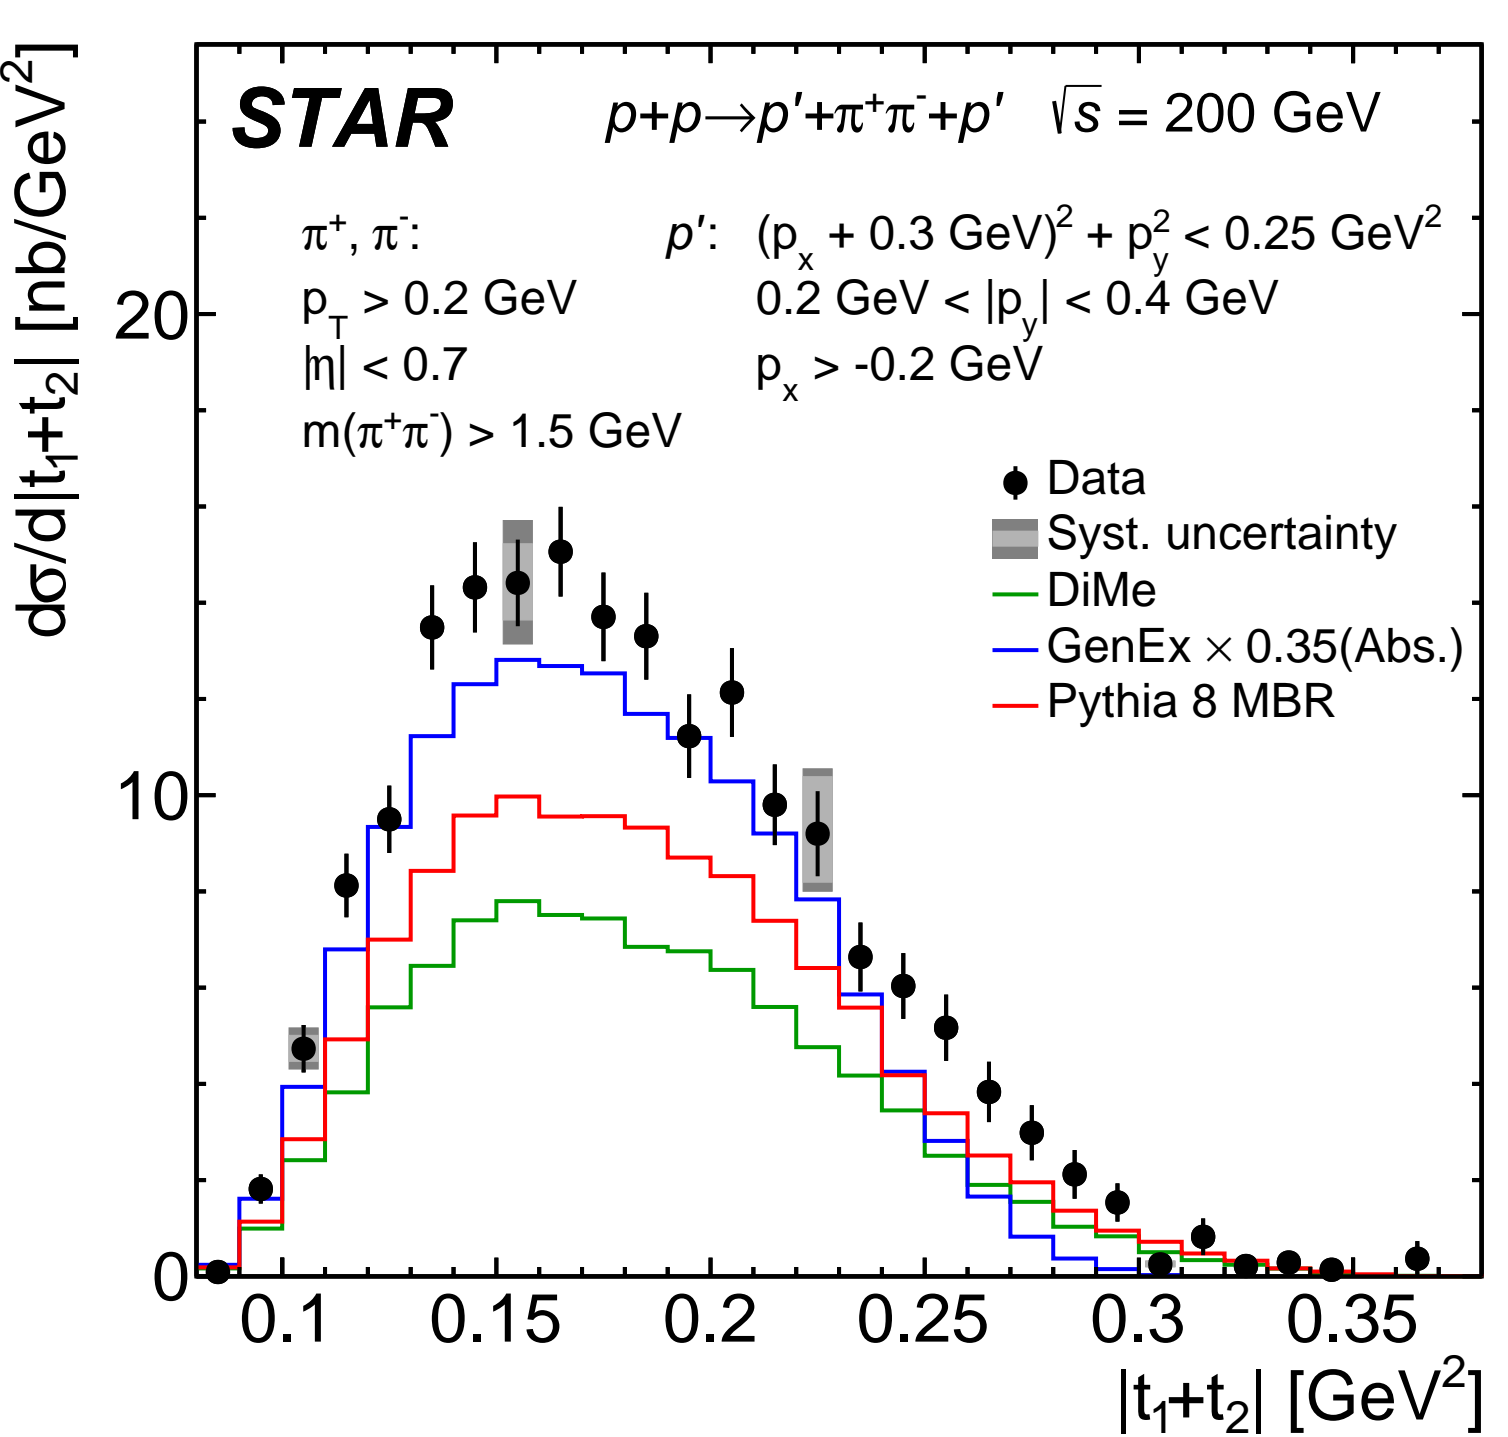 dσ/d|t₁+t₂| [nb/GeV²]
STAR p+p→p′+π⁺π⁻+p′ √s = 200 GeV
π⁺, π⁻: p′: (pₓ + 0.3 GeV)² + p_y² < 0.25 GeV²
p_T > 0.2 GeV 0.2 GeV < |p_y| < 0.4 GeV
|η| < 0.7 pₓ > -0.2 GeV
m(π⁺π⁻) > 1.5 GeV
Data
Syst. uncertainty
DiMe
GenEx × 0.35(Abs.)
Pythia 8 MBR
20
10
0
0.1 0.15 0.2 0.25 0.3 0.35
|t₁+t₂| [GeV²]